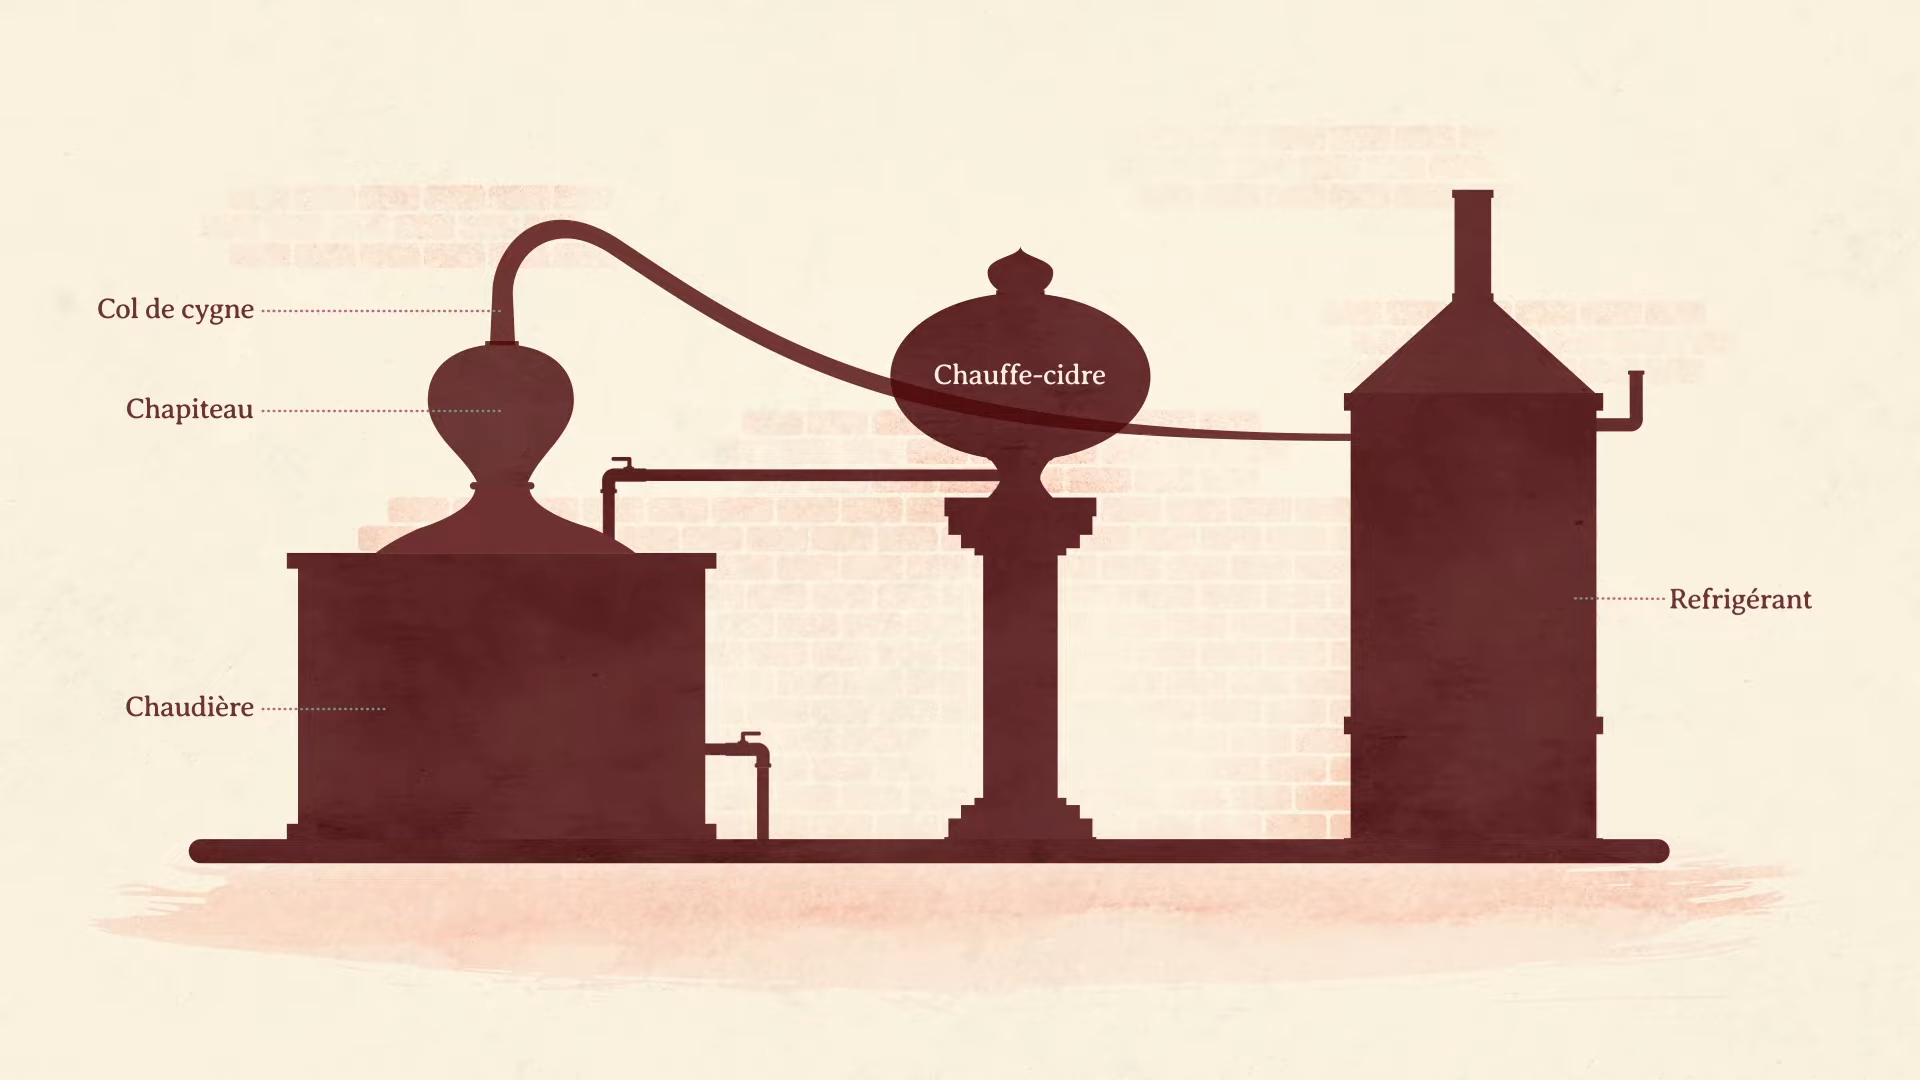 Col de cygne
Chapiteau
Chaudière
Chauffe-cidre
Refrigérant